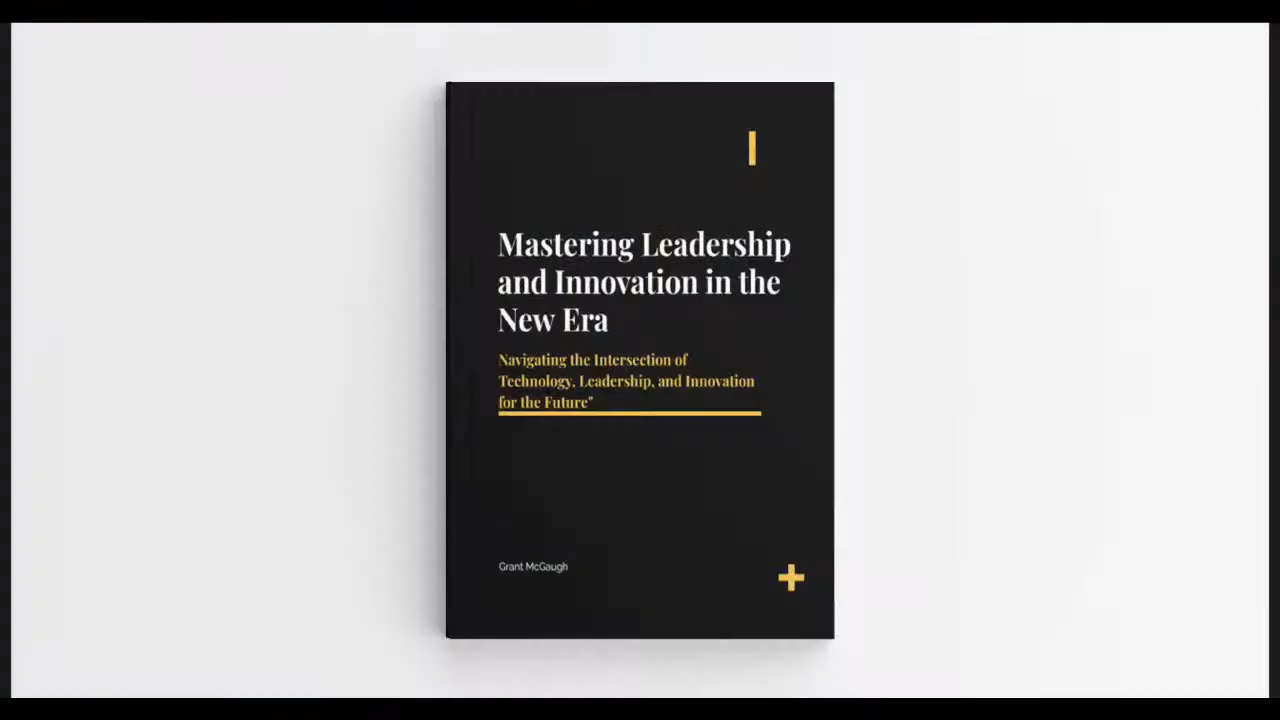 Mastering Leadership
and Innovation in the
New Era
Navigating the Intersection of
Technology, Leadership, and Innovation
for the Future"
Grant McGaugh